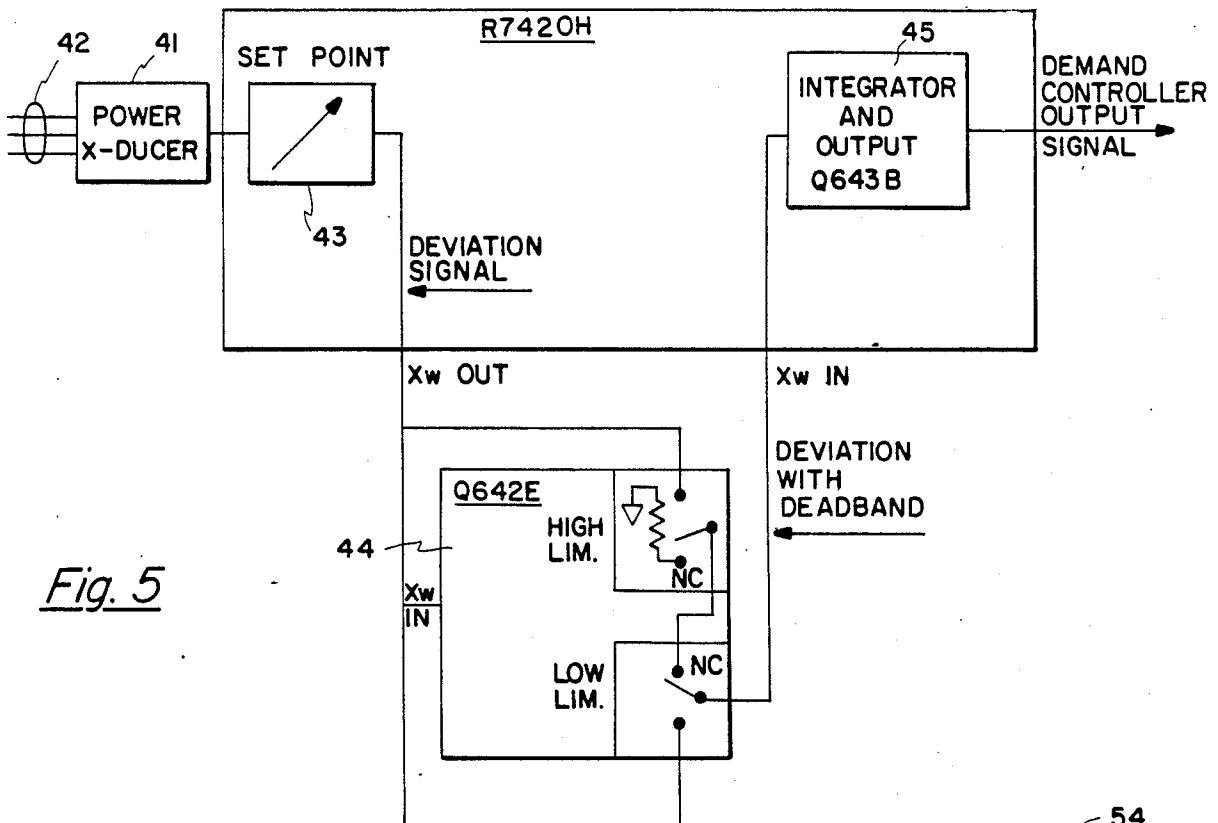 42
41
R7420H
45
SET POINT
POWER
X-DUCER
INTEGRATOR
AND
OUTPUT
Q643B
DEMAND
CONTROLLER
OUTPUT
SIGNAL
43
DEVIATION
SIGNAL
Xw OUT
Xw IN
DEVIATION
WITH
DEADBAND
Q642E
HIGH
LIM.
NC
44
Xw
IN
LOW
LIM.
NC
Fig. 5
54